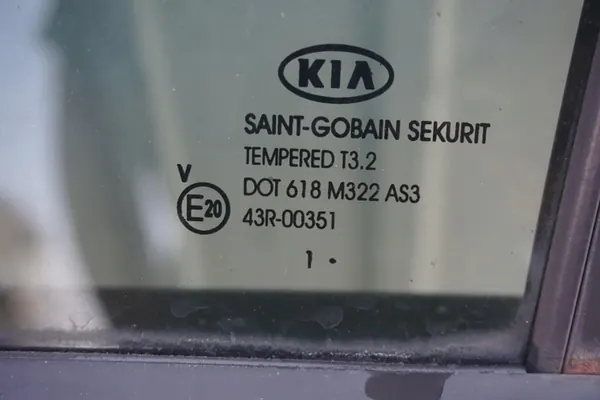 KIA
SAINT-GOBAIN SEKURIT
TEMPERED T3.2
DOT 618 M322 AS3
V
E20
43R-00351
1 •